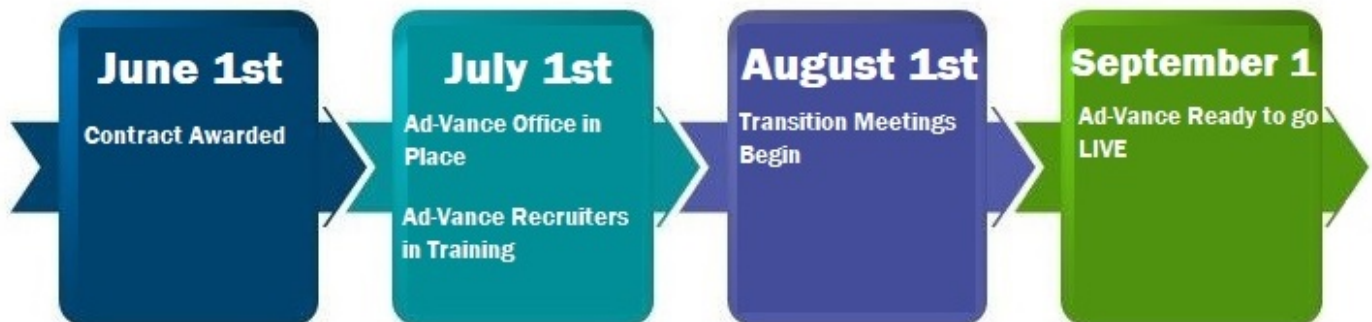 June 1st
Contract Awarded
July 1st
Ad-Vance Office in
Place
Ad-Vance Recruiters
in Training
August 1st
Transition Meetings
Begin
September 1
Ad-Vance Ready to go
LIVE